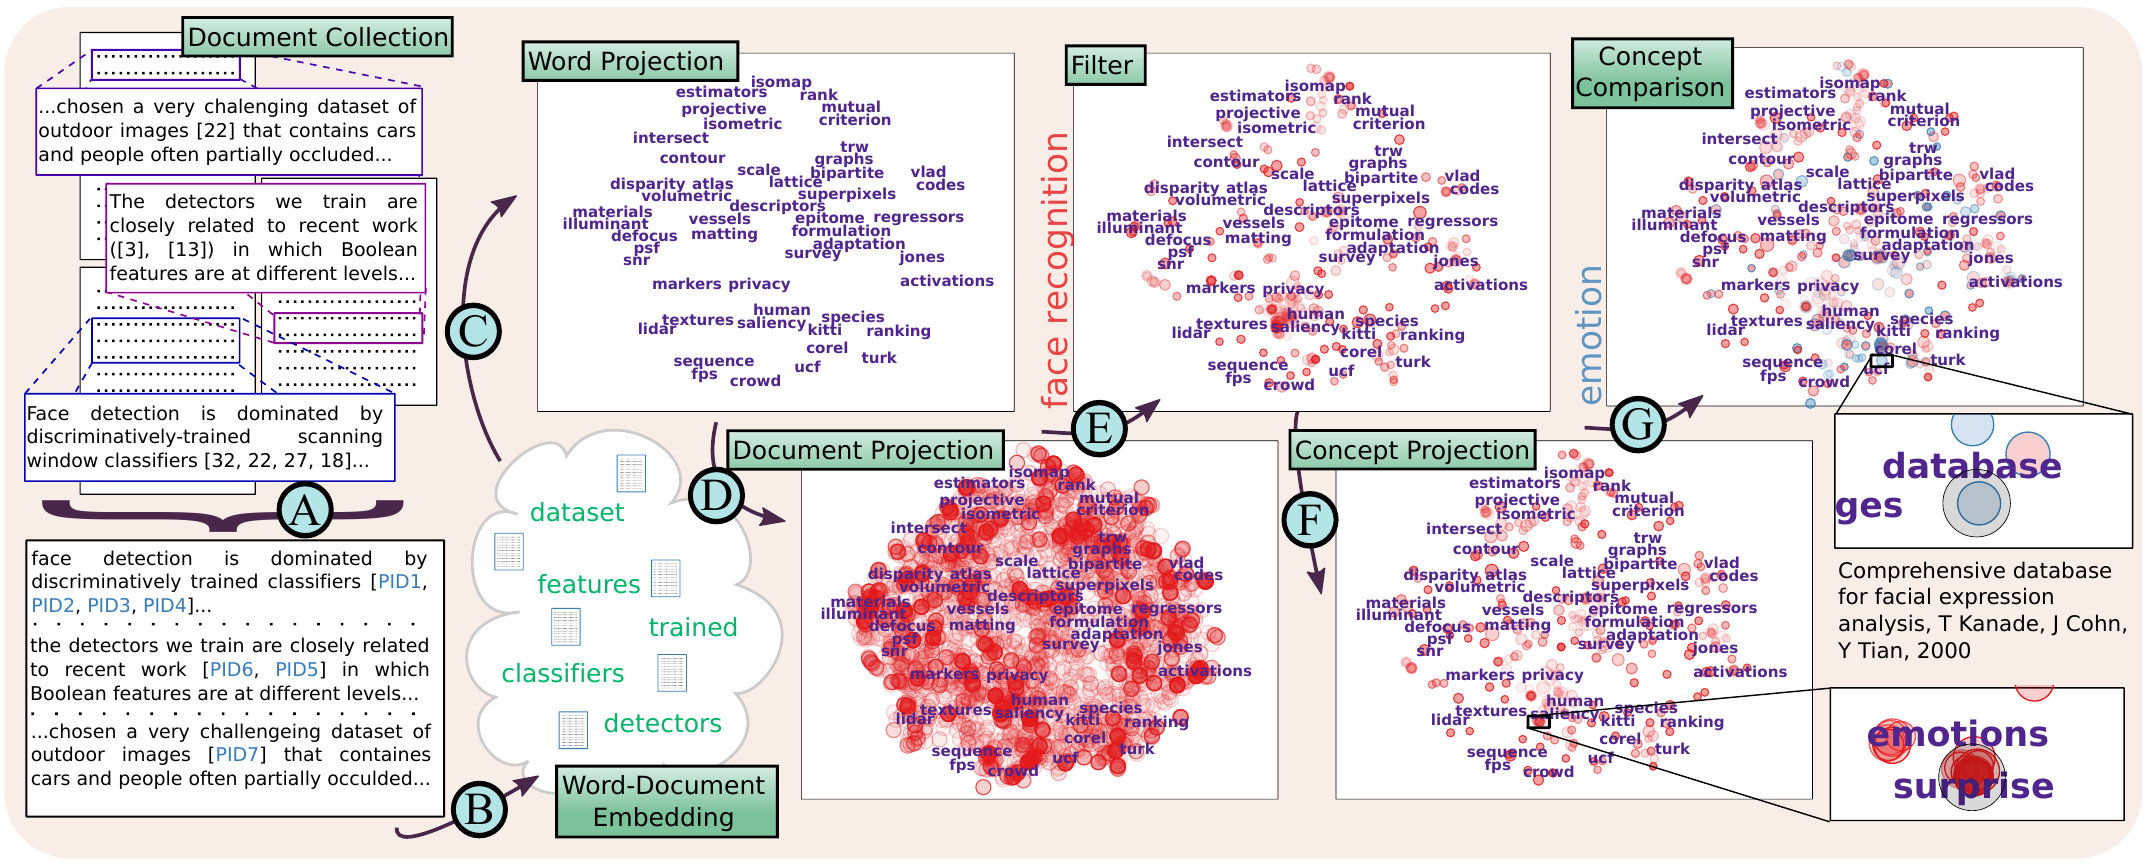 Document Collection
...chosen a very chalenging dataset of
outdoor images [22] that contains cars
and people often partially occluded...
The detectors we train are
closely related to recent work
([3], [13]) in which Boolean
features are at different levels...
Face detection is dominated by
discriminatively-trained scanning
window classifiers [32, 22, 27, 18]...
A
face detection is dominated by
discriminatively trained classifiers [PID1,
PID2, PID3, PID4]...
the detectors we train are closely related
to recent work [PID6, PID5] in which
Boolean features are at different levels...
...chosen a very challengeing dataset of
outdoor images [PID7] that containes
cars and people often partially occulded...
B
Word-Document
Embedding
dataset
features
trained
classifiers
detectors
C
Word Projection
isomap
estimators rank
projective mutual
isometric criterion
intersect
trw
contour graphs
scale bipartite vlad
disparity atlas lattice codes
volumetric superpixels
descriptors
materials vessels epitome regressors
illuminant formulation
defocus matting adaptation
psf survey jones
snr
markers privacy activations
human
textures saliency species
lidar kitti ranking
corel
sequence turk
fps ucf
crowd
D
Document Projection
isomap
estimators rank
projective mutual
isometric criterion
intersect
trw
contour graphs
scale bipartite vlad
disparity atlas lattice codes
volumetric superpixels
descriptors
materials vessels epitome regressors
illuminant formulation
defocus matting adaptation
psf survey jones
snr
markers privacy activations
human
textures saliency species
lidar kitti ranking
corel
sequence turk
fps ucf
crowd
E
Filter
face recognition
isomap
estimators rank
projective mutual
isometric criterion
intersect
trw
contour graphs
scale bipartite vlad
disparity atlas lattice codes
volumetric superpixels
descriptors
materials vessels epitome regressors
illuminant formulation
defocus matting adaptation
psf survey jones
snr
markers privacy activations
human
textures saliency species
lidar kitti ranking
corel
sequence turk
fps ucf
crowd
F
Concept Projection
isomap
estimators rank
projective mutual
isometric criterion
intersect
trw
contour graphs
scale bipartite vlad
disparity atlas lattice codes
volumetric superpixels
descriptors
materials vessels epitome regressors
illuminant formulation
defocus matting adaptation
psf survey jones
snr
markers privacy activations
human
textures saliency species
lidar kitti ranking
corel
sequence turk
fps ucf
crowd
emotions
surprise
G
Concept
Comparison
emotion
isomap
estimators rank
projective mutual
isometric criterion
intersect
trw
contour graphs
scale bipartite vlad
disparity atlas lattice codes
volumetric superpixels
descriptors
materials vessels epitome regressors
illuminant formulation
defocus matting adaptation
psf survey jones
snr
markers privacy activations
human
textures saliency species
lidar kitti ranking
corel
sequence turk
fps ucf
crowd
database
ges
Comprehensive database
for facial expression
analysis, T Kanade, J Cohn,
Y Tian, 2000